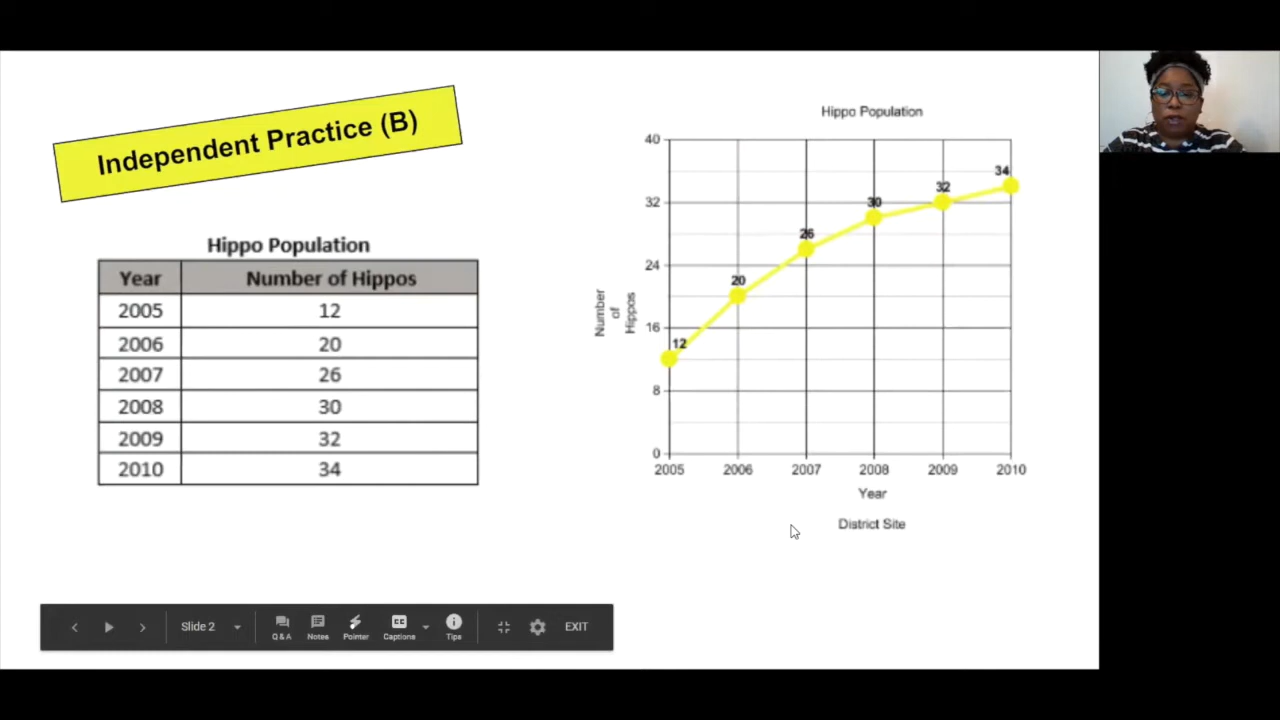 Independent Practice (B)
Hippo Population
Year Number of Hippos
2005 12
2006 20
2007 26
2008 30
2009 32
2010 34
Hippo Population
40
32
24
16
8
0
Number
of
Hippos
12
20
26
30
32
34
2005 2006 2007 2008 2009 2010
Year
District Site
Slide 2
Q & A Notes Pointer CC Captions Tips EXIT